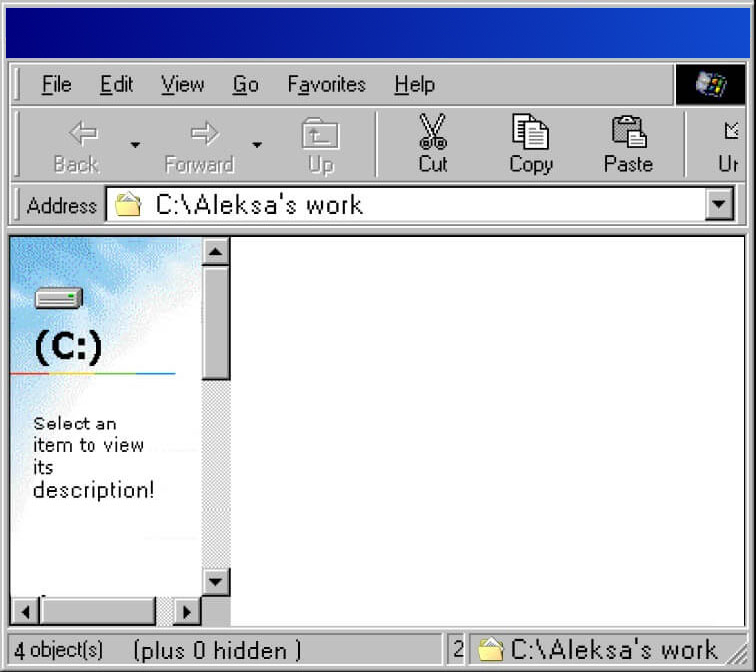 File Edit View Go Favorites Help
Back Forward Up Cut Copy Paste
Address C:\Aleksa's work
(C:)
Select an
item to view
its
description!
4 object(s) (plus 0 hidden ) 2 C:\Aleksa's work